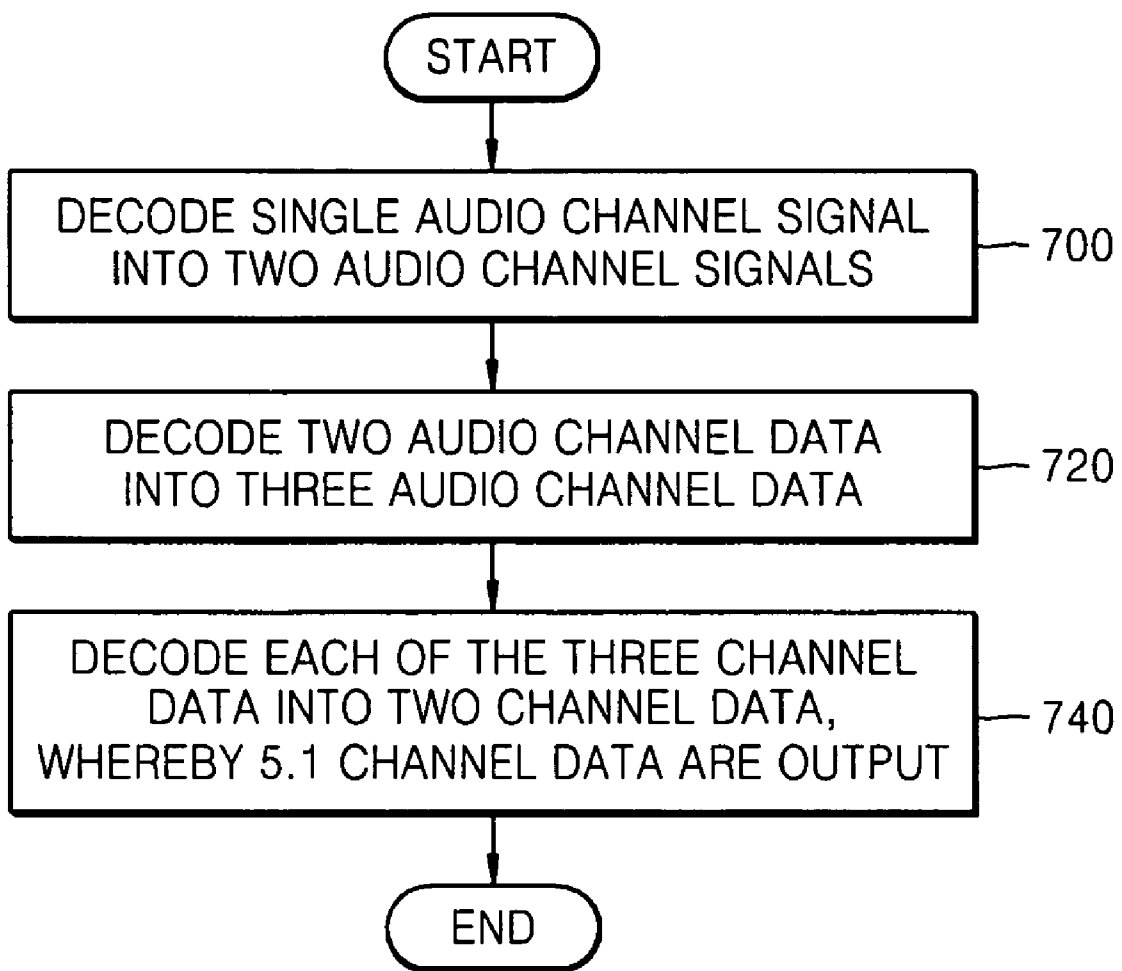 START
DECODE SINGLE AUDIO CHANNEL SIGNAL
INTO TWO AUDIO CHANNEL SIGNALS
700
DECODE TWO AUDIO CHANNEL DATA
INTO THREE AUDIO CHANNEL DATA
720
DECODE EACH OF THE THREE CHANNEL
DATA INTO TWO CHANNEL DATA,
WHEREBY 5.1 CHANNEL DATA ARE OUTPUT
740
END